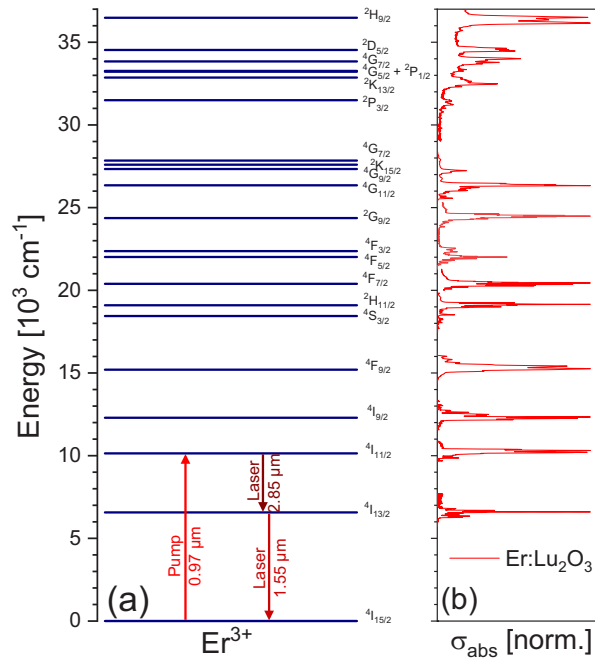 Energy [10³ cm⁻¹]
35
30
25
20
15
10
5
0
²H₉/₂
²D₅/₂
⁴G₇/₂
⁴G₅/₂ + ²P₁/₂
²K₁₃/₂
²P₃/₂
⁴G₇/₂
²K₁₅/₂
⁴G₉/₂
⁴G₁₁/₂
²G₉/₂
⁴F₃/₂
⁴F₅/₂
⁴F₇/₂
²H₁₁/₂
⁴S₃/₂
⁴F₉/₂
⁴I₉/₂
⁴I₁₁/₂
⁴I₁₃/₂
⁴I₁₅/₂
Pump
0.97 µm
Laser
2.85 µm
Laser
1.55 µm
(a)
Er³⁺
(b)
Er:Lu₂O₃
σabs [norm.]